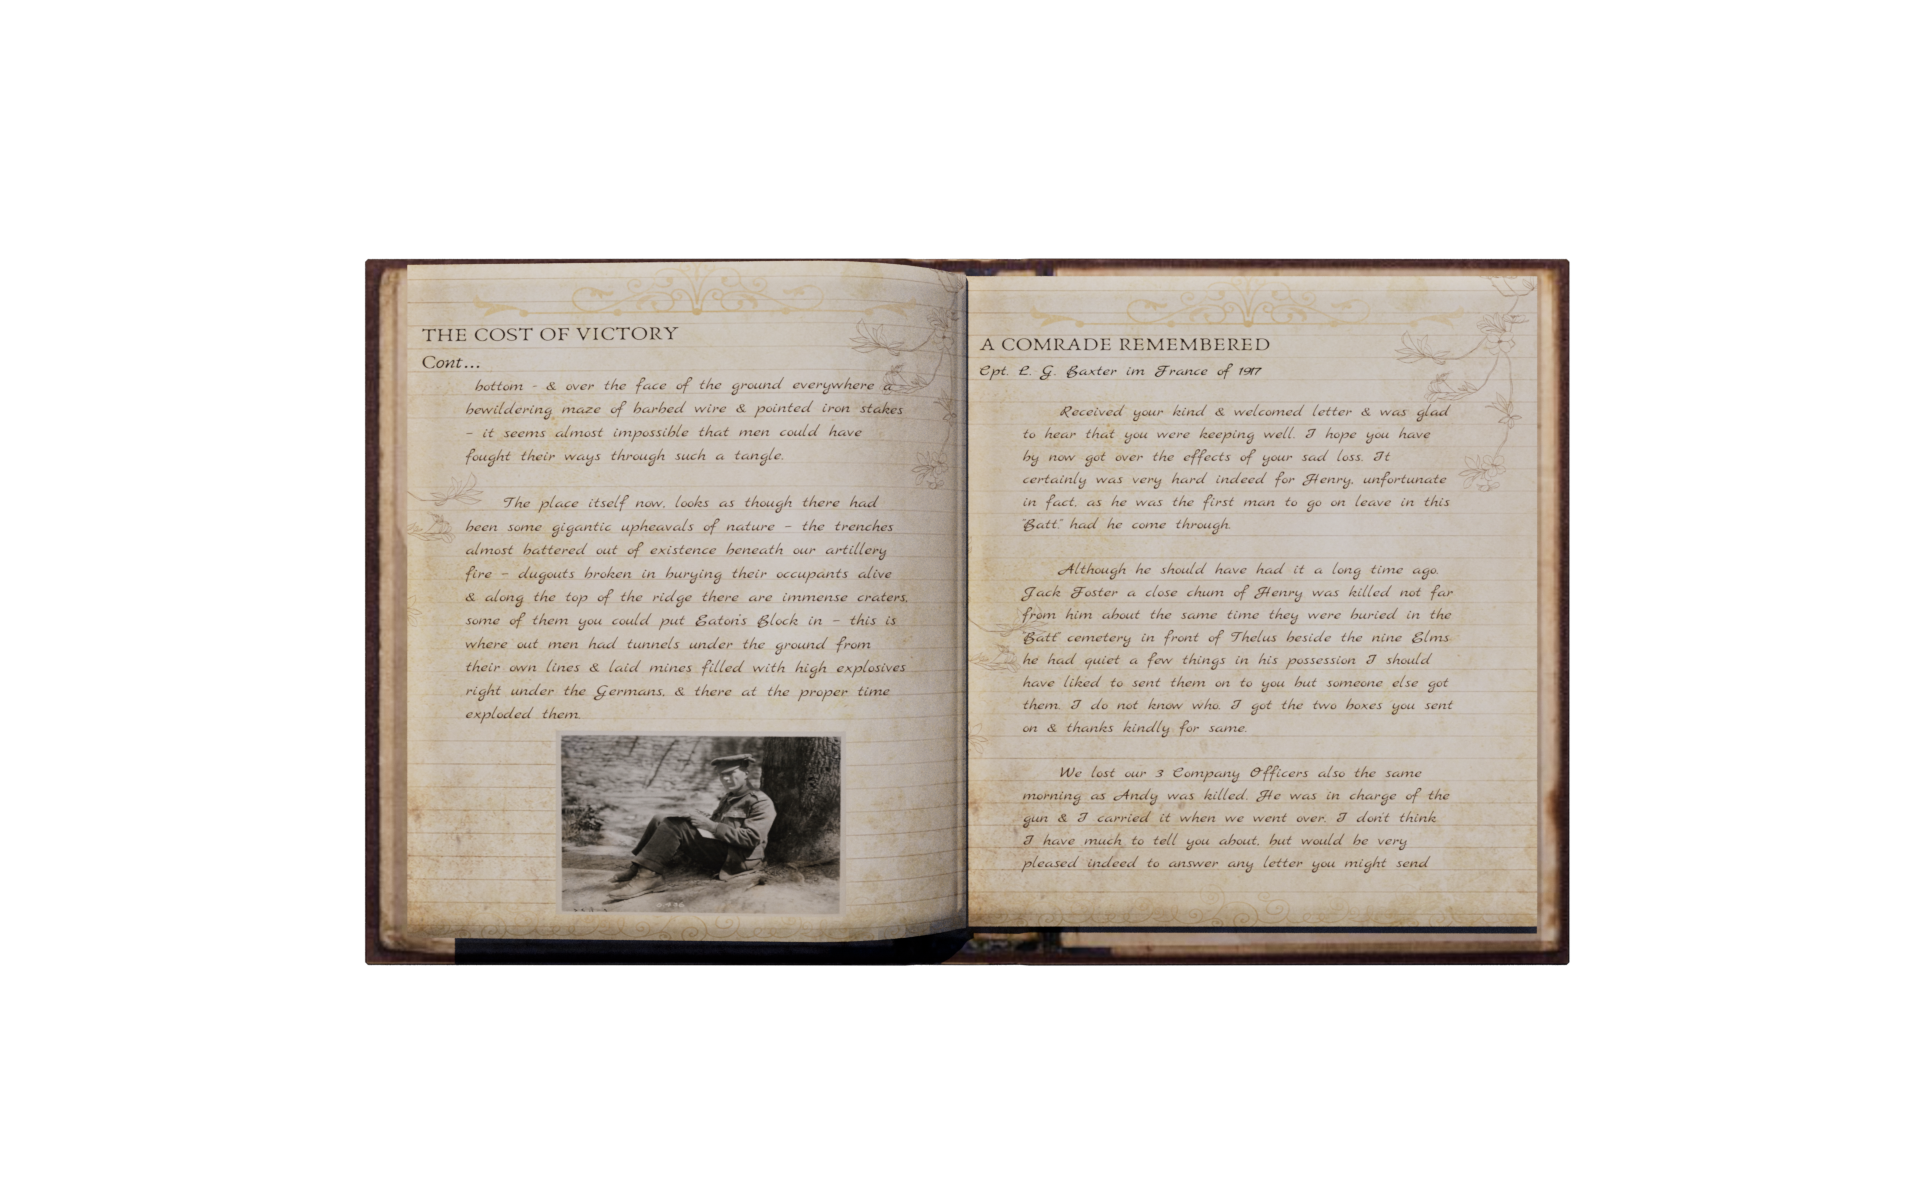 THE COST OF VICTORY
Cont...
bottom - & over the face of the ground everywhere a
bewildering maze of barbed wire & pointed iron stakes
- it seems almost impossible that men could have
fought their ways through such a tangle.
The place itself now, looks as though there had
been some gigantic upheavals of nature - the trenches
almost battered out of existence beneath our artillery
fire - dugouts broken in burying their occupants alive
& along the top of the ridge there are immense craters,
some of them you could put Eaton's Block in - this is
where out men had tunnels under the ground from
their own lines & laid mines filled with high explosives
right under the Germans, & there at the proper time
exploded them.
A COMRADE REMEMBERED
Cpt. L. G. Baxter im France of 1917
Received your kind & welcomed letter & was glad
to hear that you were keeping well. I hope you have
by now got over the effects of your sad loss. It
certainly was very hard indeed for Henry, unfortunate
in fact, as he was the first man to go on leave in this
"Batt." had he come through.
Although he should have had it a long time ago.
Jack Foster a close chum of Henry was killed not far
from him about the same time they were buried in the
"Batt" cemetery in front of Thelus beside the nine Elms
he had quiet a few things in his possession I should
have liked to sent them on to you but someone else got
them. I do not know who. I got the two boxes you sent
on & thanks kindly for same.
We lost our 3 Company Officers also the same
morning as Andy was killed. He was in charge of the
gun & I carried it when we went over. I don't think
I have much to tell you about, but would be very
pleased indeed to answer any letter you might send